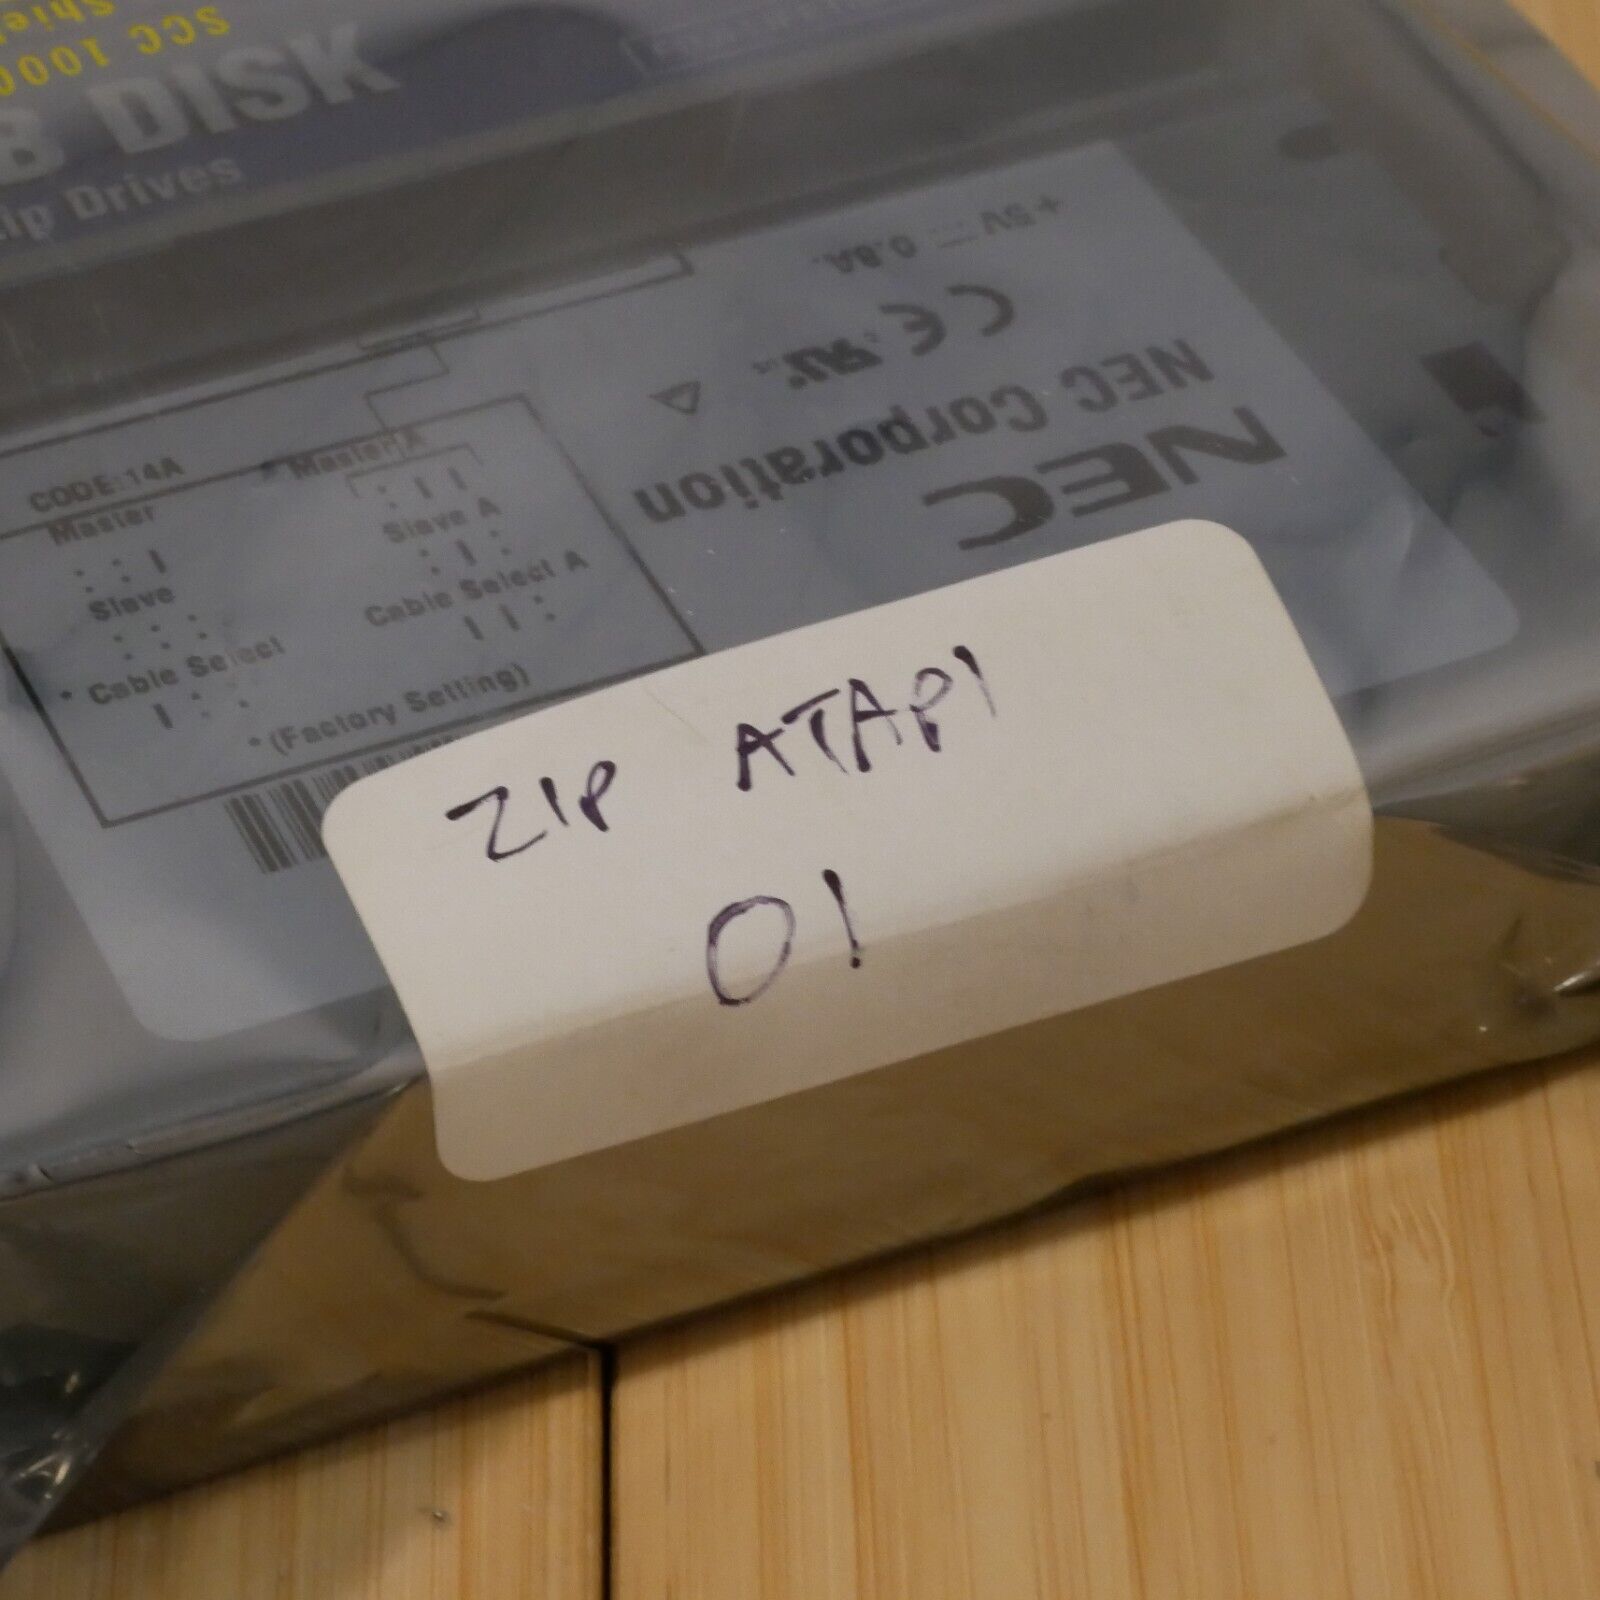 SCC 1000
DISK
Zip Drives
+5V 0.8A
CE
NEC Corporation
NEC
CODE:14A
Master
Slave
* Cable Select
* Master A
Slave A
Cable Select A
*(Factory Setting)
ZIP ATAPI
01